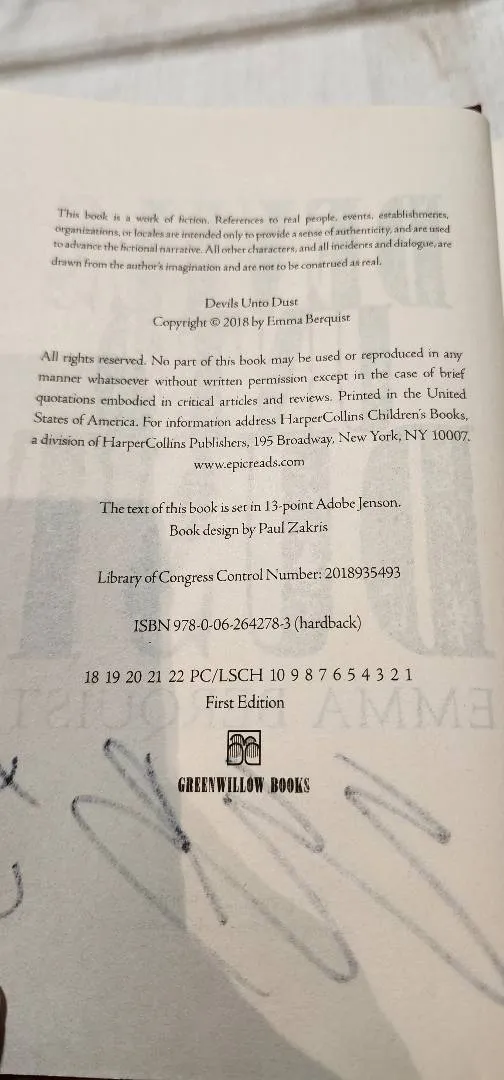 This book is a work of fiction. References to real people, events, establishments,
organizations, or locales are intended only to provide a sense of authenticity, and are used
to advance the fictional narrative. All other characters, and all incidents and dialogue, are
drawn from the author's imagination and are not to be construed as real.
Devils Unto Dust
Copyright © 2018 by Emma Berquist
All rights reserved. No part of this book may be used or reproduced in any
manner whatsoever without written permission except in the case of brief
quotations embodied in critical articles and reviews. Printed in the United
States of America. For information address HarperCollins Children's Books,
a division of HarperCollins Publishers, 195 Broadway, New York, NY 10007.
www.epicreads.com
The text of this book is set in 13-point Adobe Jenson.
Book design by Paul Zakris
Library of Congress Control Number: 2018935493
ISBN 978-0-06-264278-3 (hardback)
18 19 20 21 22 PC/LSCH 10 9 8 7 6 5 4 3 2 1
First Edition
GREENWILLOW BOOKS